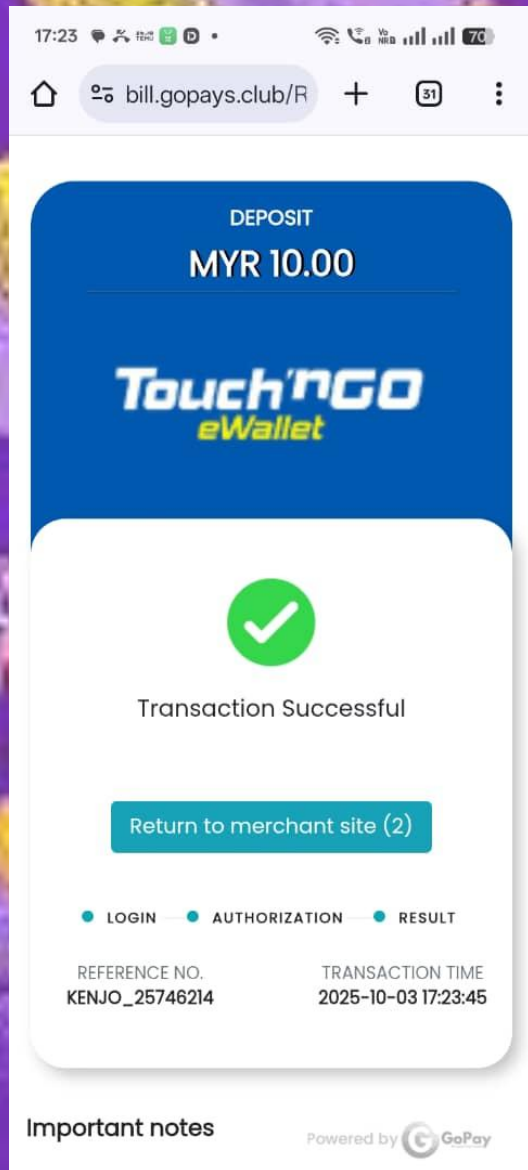 17:23
70
bill.gopays.club/R
31
DEPOSIT
MYR 10.00
Touch'nGO
eWallet
Transaction Successful
Return to merchant site (2)
LOGIN AUTHORIZATION RESULT
REFERENCE NO. TRANSACTION TIME
KENJO_25746214 2025-10-03 17:23:45
Important notes Powered by G GoPay